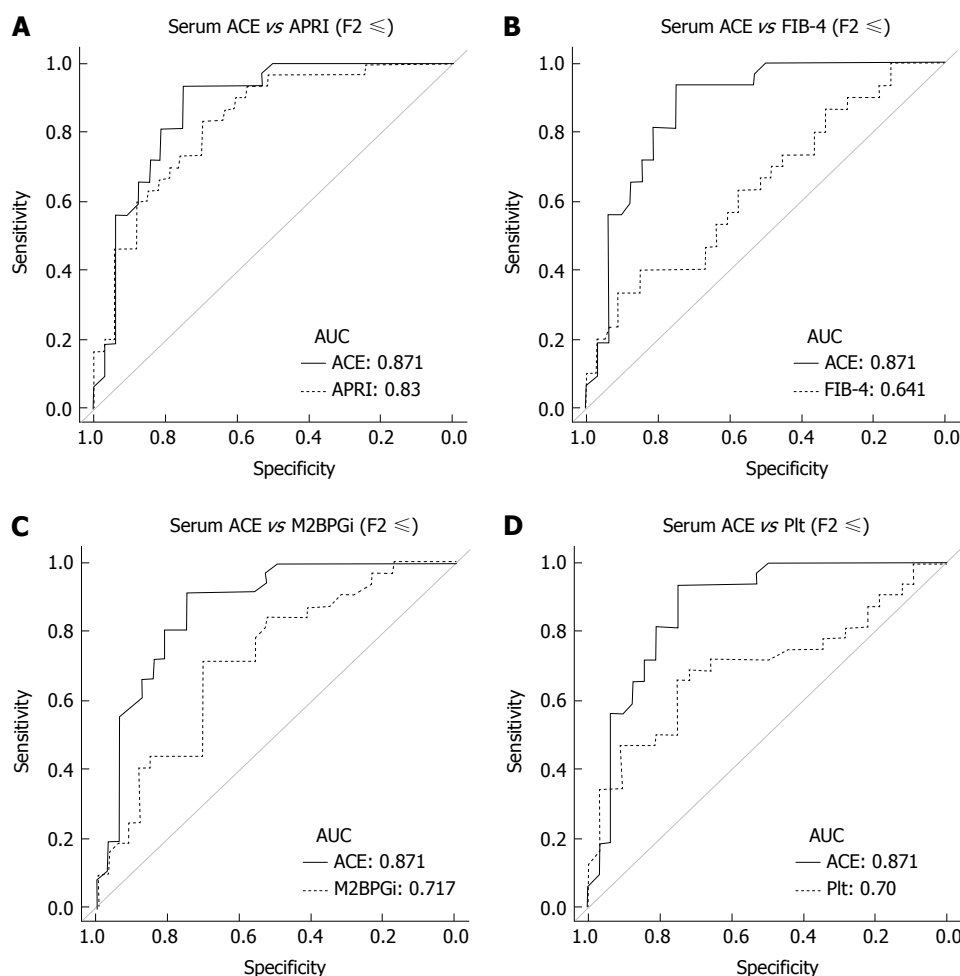 A
Serum ACE vs APRI (F2 ≤)
1.0
0.8
0.6
0.4
0.2
0.0
Sensitivity
AUC
ACE: 0.871
APRI: 0.83
1.0 0.8 0.6 0.4 0.2 0.0
Specificity
B
Serum ACE vs FIB-4 (F2 ≤)
1.0
0.8
0.6
0.4
0.2
0.0
Sensitivity
AUC
ACE: 0.871
FIB-4: 0.641
1.0 0.8 0.6 0.4 0.2 0.0
Specificity
C
Serum ACE vs M2BPGi (F2 ≤)
1.0
0.8
0.6
0.4
0.2
0.0
Sensitivity
AUC
ACE: 0.871
M2BPGi: 0.717
1.0 0.8 0.6 0.4 0.2 0.0
Specificity
D
Serum ACE vs Plt (F2 ≤)
1.0
0.8
0.6
0.4
0.2
0.0
Sensitivity
AUC
ACE: 0.871
Plt: 0.70
1.0 0.8 0.6 0.4 0.2 0.0
Specificity